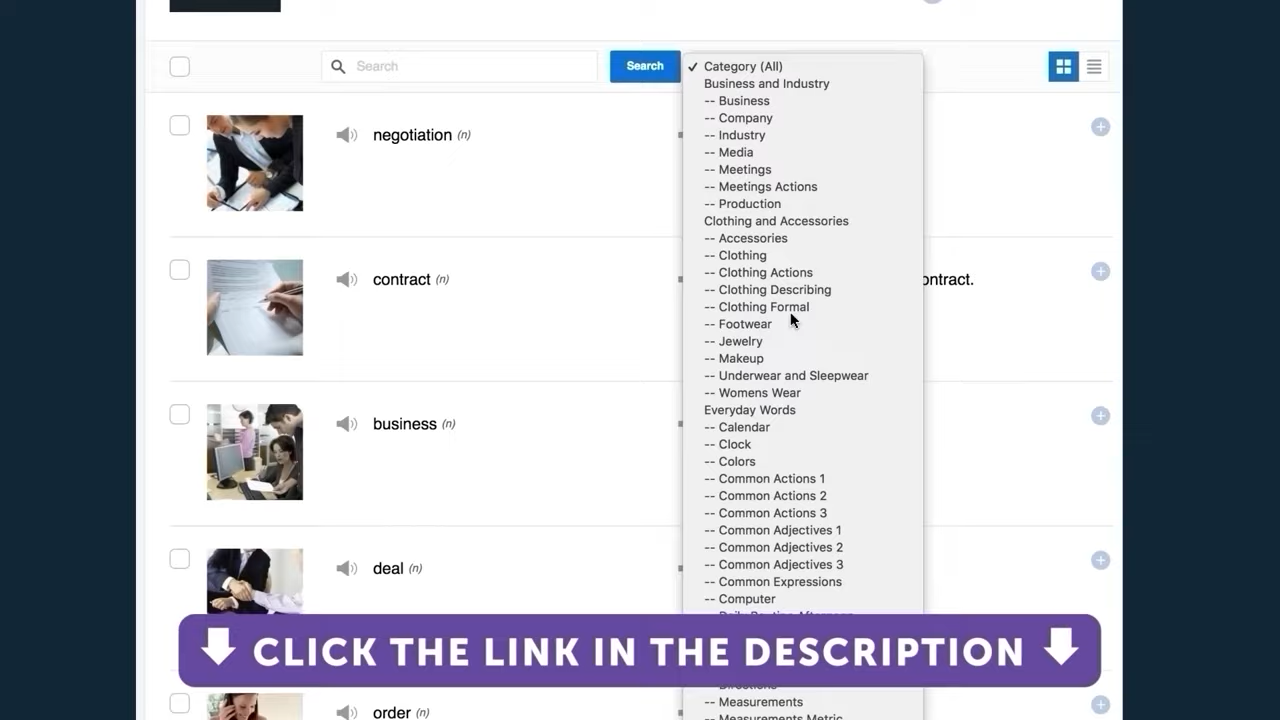 Search
Search
✓ Category (All)
Business and Industry
-- Business
-- Company
-- Industry
-- Media
-- Meetings
-- Meetings Actions
-- Production
Clothing and Accessories
-- Accessories
-- Clothing
-- Clothing Actions
-- Clothing Describing
-- Clothing Formal
-- Footwear
-- Jewelry
-- Makeup
-- Underwear and Sleepwear
-- Womens Wear
Everyday Words
-- Calendar
-- Clock
-- Colors
-- Common Actions 1
-- Common Actions 2
-- Common Actions 3
-- Common Adjectives 1
-- Common Adjectives 2
-- Common Adjectives 3
-- Common Expressions
-- Computer
-- Measurements
-- Measurements Metric
negotiation (n)
contract (n)
ontract.
business (n)
deal (n)
order (n)
CLICK THE LINK IN THE DESCRIPTION